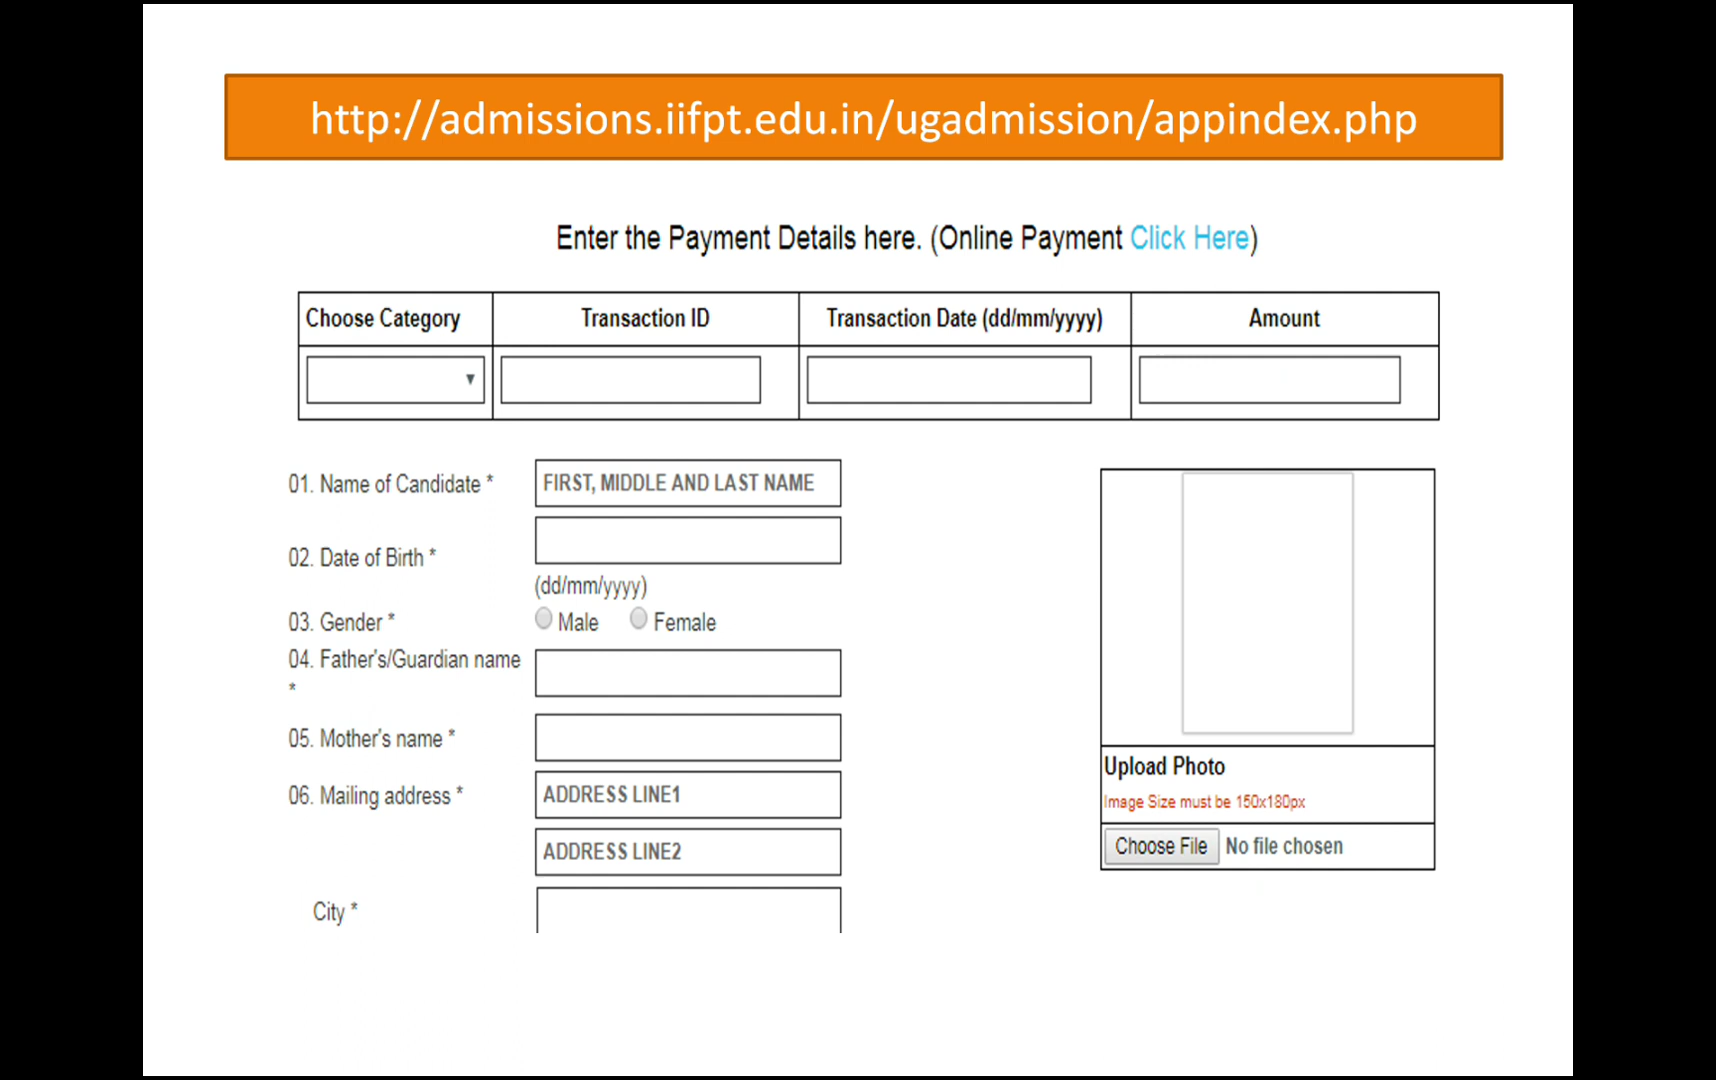 http://admissions.iifpt.edu.in/ugadmission/appindex.php
Enter the Payment Details here. (Online Payment Click Here)
Choose Category Transaction ID Transaction Date (dd/mm/yyyy) Amount
01. Name of Candidate * FIRST, MIDDLE AND LAST NAME
02. Date of Birth *
(dd/mm/yyyy)
03. Gender * Male Female
04. Father's/Guardian name
*
05. Mother's name *
06. Mailing address * ADDRESS LINE1
ADDRESS LINE2
City *
Upload Photo
Image Size must be 150x180px
Choose File No file chosen